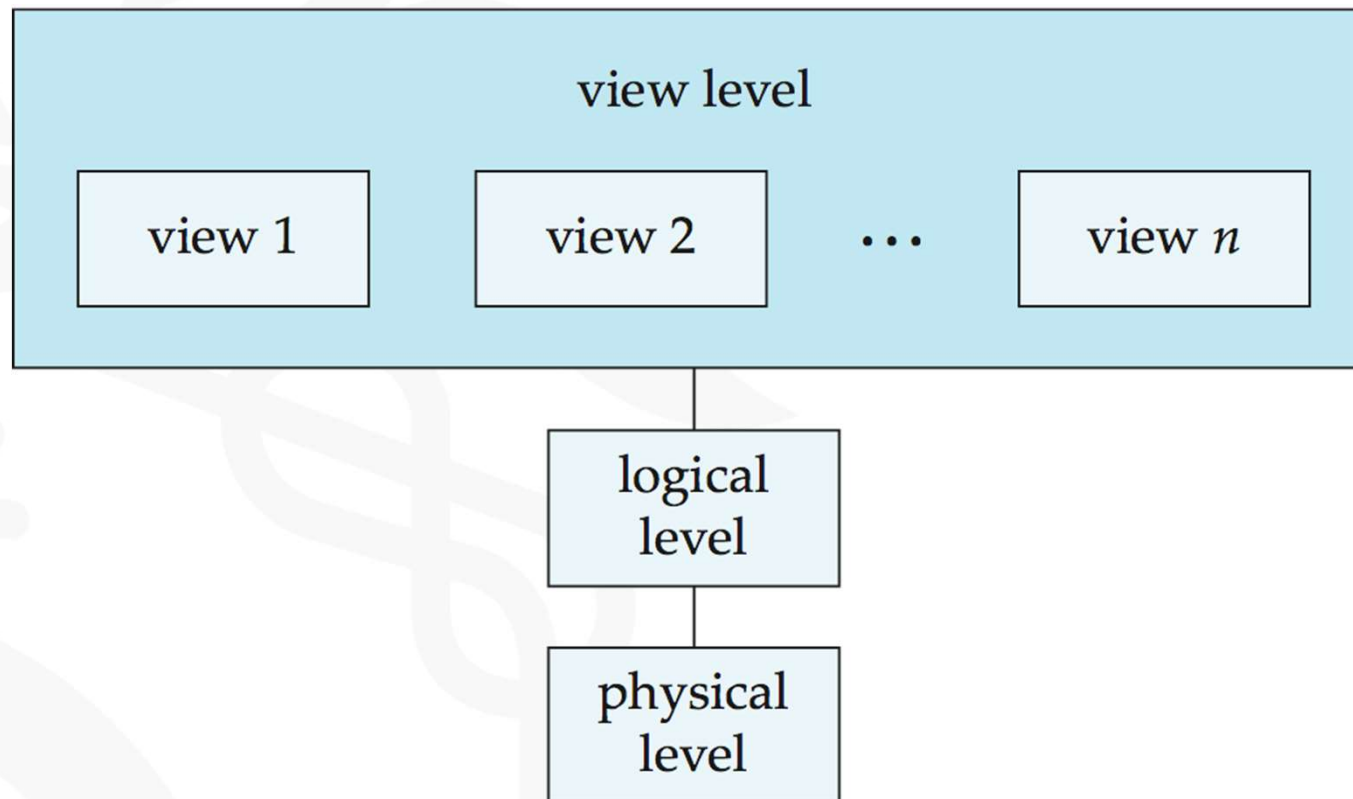 view level
view 1 view 2 ... view n
logical
level
physical
level